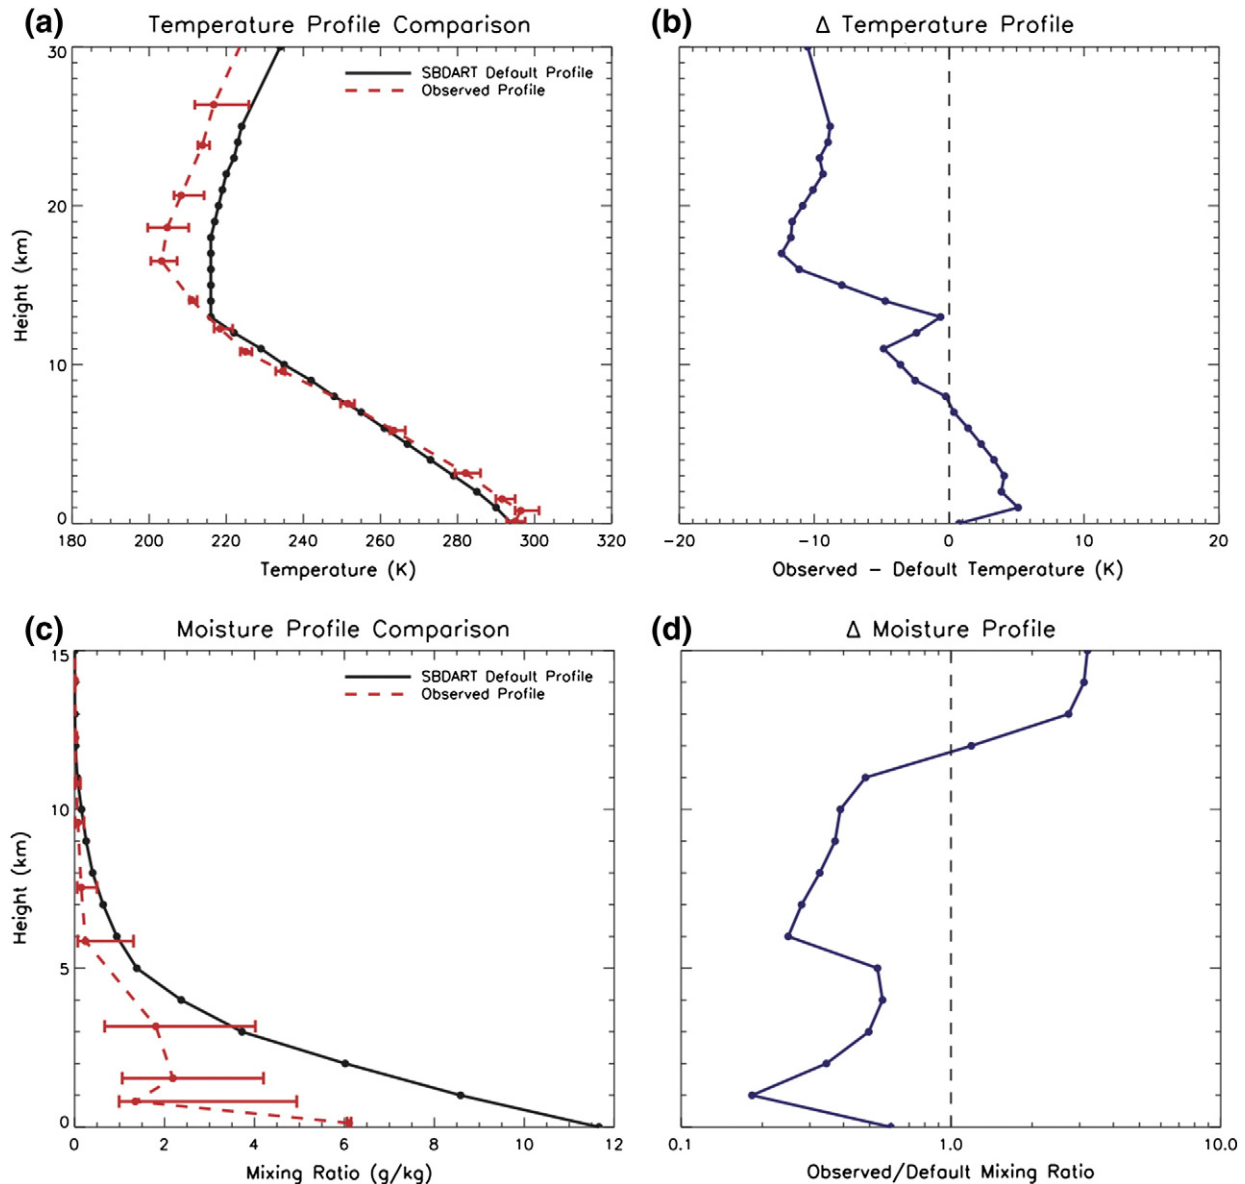 (a) Temperature Profile Comparison
30
20
10
0
Height (km)
SBDART Default Profile
Observed Profile
180 200 220 240 260 280 300 320
Temperature (K)
(b) Δ Temperature Profile
-20 -10 0 10 20
Observed - Default Temperature (K)
(c) Moisture Profile Comparison
15
10
5
0
Height (km)
SBDART Default Profile
Observed Profile
0 2 4 6 8 10 12
Mixing Ratio (g/kg)
(d) Δ Moisture Profile
0.1 1.0 10.0
Observed/Default Mixing Ratio